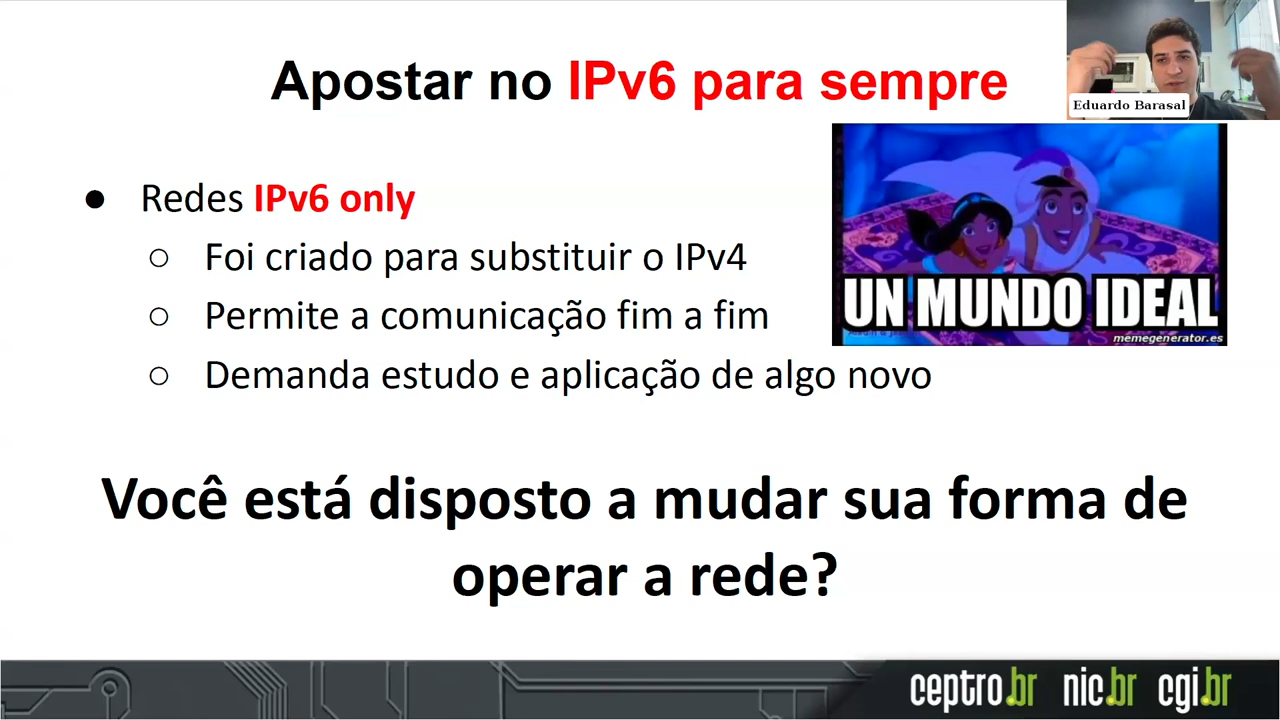 Apostar no IPv6 para sempre
Eduardo Barasal
● Redes IPv6 only
○ Foi criado para substituir o IPv4
○ Permite a comunicação fim a fim
○ Demanda estudo e aplicação de algo novo
UN MUNDO IDEAL
memegenerator.es
Você está disposto a mudar sua forma de
operar a rede?
ceptro.br nic.br cgi.br